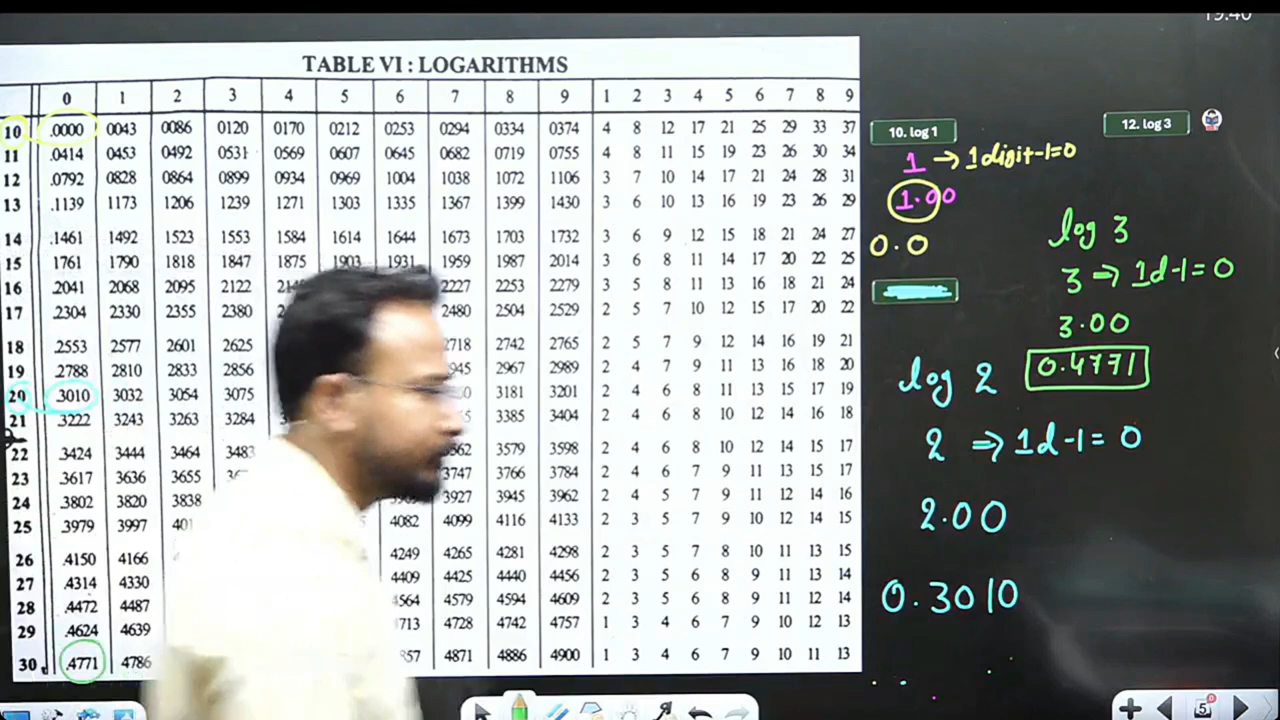 19:40
TABLE VI : LOGARITHMS
0 1 2 3 4 5 6 7 8 9 1 2 3 4 5 6 7 8 9
10 .0000 0043 0086 0120 0170 0212 0253 0294 0334 0374 4 8 12 17 21 25 29 33 37
11 .0414 0453 0492 0531 0569 0607 0645 0682 0719 0755 4 8 11 15 19 23 26 30 34
12 .0792 0828 0864 0899 0934 0969 1004 1038 1072 1106 3 7 10 14 17 21 24 28 31
13 .1139 1173 1206 1239 1271 1303 1335 1367 1399 1430 3 6 10 13 16 19 23 26 29
14 .1461 1492 1523 1553 1584 1614 1644 1673 1703 1732 3 6 9 12 15 18 21 24 27
15 1761 1790 1818 1847 1875 1903 1931 1959 1987 2014 3 6 8 11 14 17 20 22 25
16 .2041 2068 2095 2122 2227 2253 2279 3 5 8 11 13 16 18 21 24
17 .2304 2330 2355 2380 2480 2504 2529 2 5 7 10 12 15 17 20 22
18 .2553 2577 2601 2625 2718 2742 2765 2 5 7 9 12 14 16 19 21
19 .2788 2810 2833 2856 2967 2989 2 4 7 9 11 13 16 18 20
20 .3010 3032 3054 3075 3181 3201 2 4 6 8 11 13 15 17 19
21 .3222 3243 3263 3284 3385 3404 2 4 6 8 10 12 14 16 18
22 .3424 3444 3464 3483 3579 3598 2 4 6 8 10 12 14 15 17
23 .3617 3636 3655 3747 3766 3784 2 4 6 7 9 11 13 15 17
24 .3802 3820 3838 3927 3945 3962 2 4 5 7 9 11 12 14 16
25 .3979 3997 4082 4099 4116 4133 2 3 5 7 9 10 12 14 15
26 .4150 4166 4249 4265 4281 4298 2 3 5 7 8 10 11 13 15
27 .4314 4330 4409 4425 4440 4456 2 3 5 6 8 9 11 13 14
28 .4472 4487 4564 4579 4594 4609 2 3 5 6 8 9 11 12 14
29 .4624 4639 4713 4728 4742 4757 1 3 4 6 7 9 10 12 13
30 .4771 4786 4871 4886 4900 1 3 4 6 7 9 10 11 13
10. log 1
1 → 1digit-1=0
1.00
0.0
log 2
2 ⇒ 1d-1= 0
2.00
0.3010
12. log 3
log 3
3 ⇒ 1d-1= 0
3.00
0.4771
5